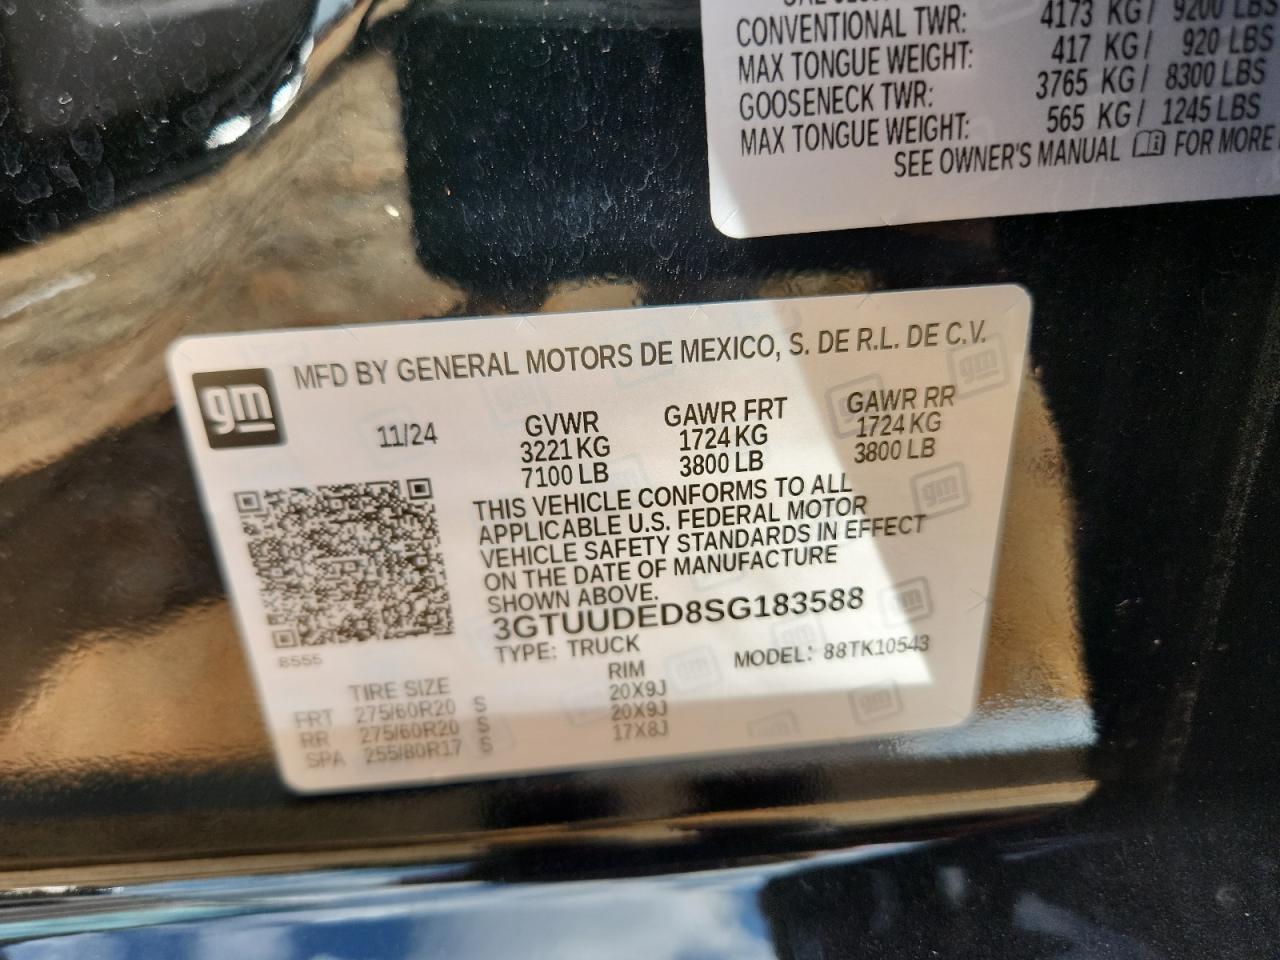 CONVENTIONAL TWR: 4173 KG/ 9200 LBS
MAX TONGUE WEIGHT: 417 KG/ 920 LBS
GOOSENECK TWR: 3765 KG/ 8300 LBS
MAX TONGUE WEIGHT: 565 KG/ 1245 LBS
SEE OWNER'S MANUAL FOR MORE
gm
MFD BY GENERAL MOTORS DE MEXICO, S. DE R.L. DE C.V.
11/24 GVWR GAWR FRT GAWR RR
3221 KG 1724 KG 1724 KG
7100 LB 3800 LB 3800 LB
THIS VEHICLE CONFORMS TO ALL
APPLICABLE U.S. FEDERAL MOTOR
VEHICLE SAFETY STANDARDS IN EFFECT
ON THE DATE OF MANUFACTURE
SHOWN ABOVE.
3GTUUDED8SG183588
TYPE: TRUCK MODEL: 88TK10543
8555
TIRE SIZE RIM
FRT 275/60R20 S 20X9J
RR 275/60R20 S 20X9J
SPA 255/80R17 S 17X8J